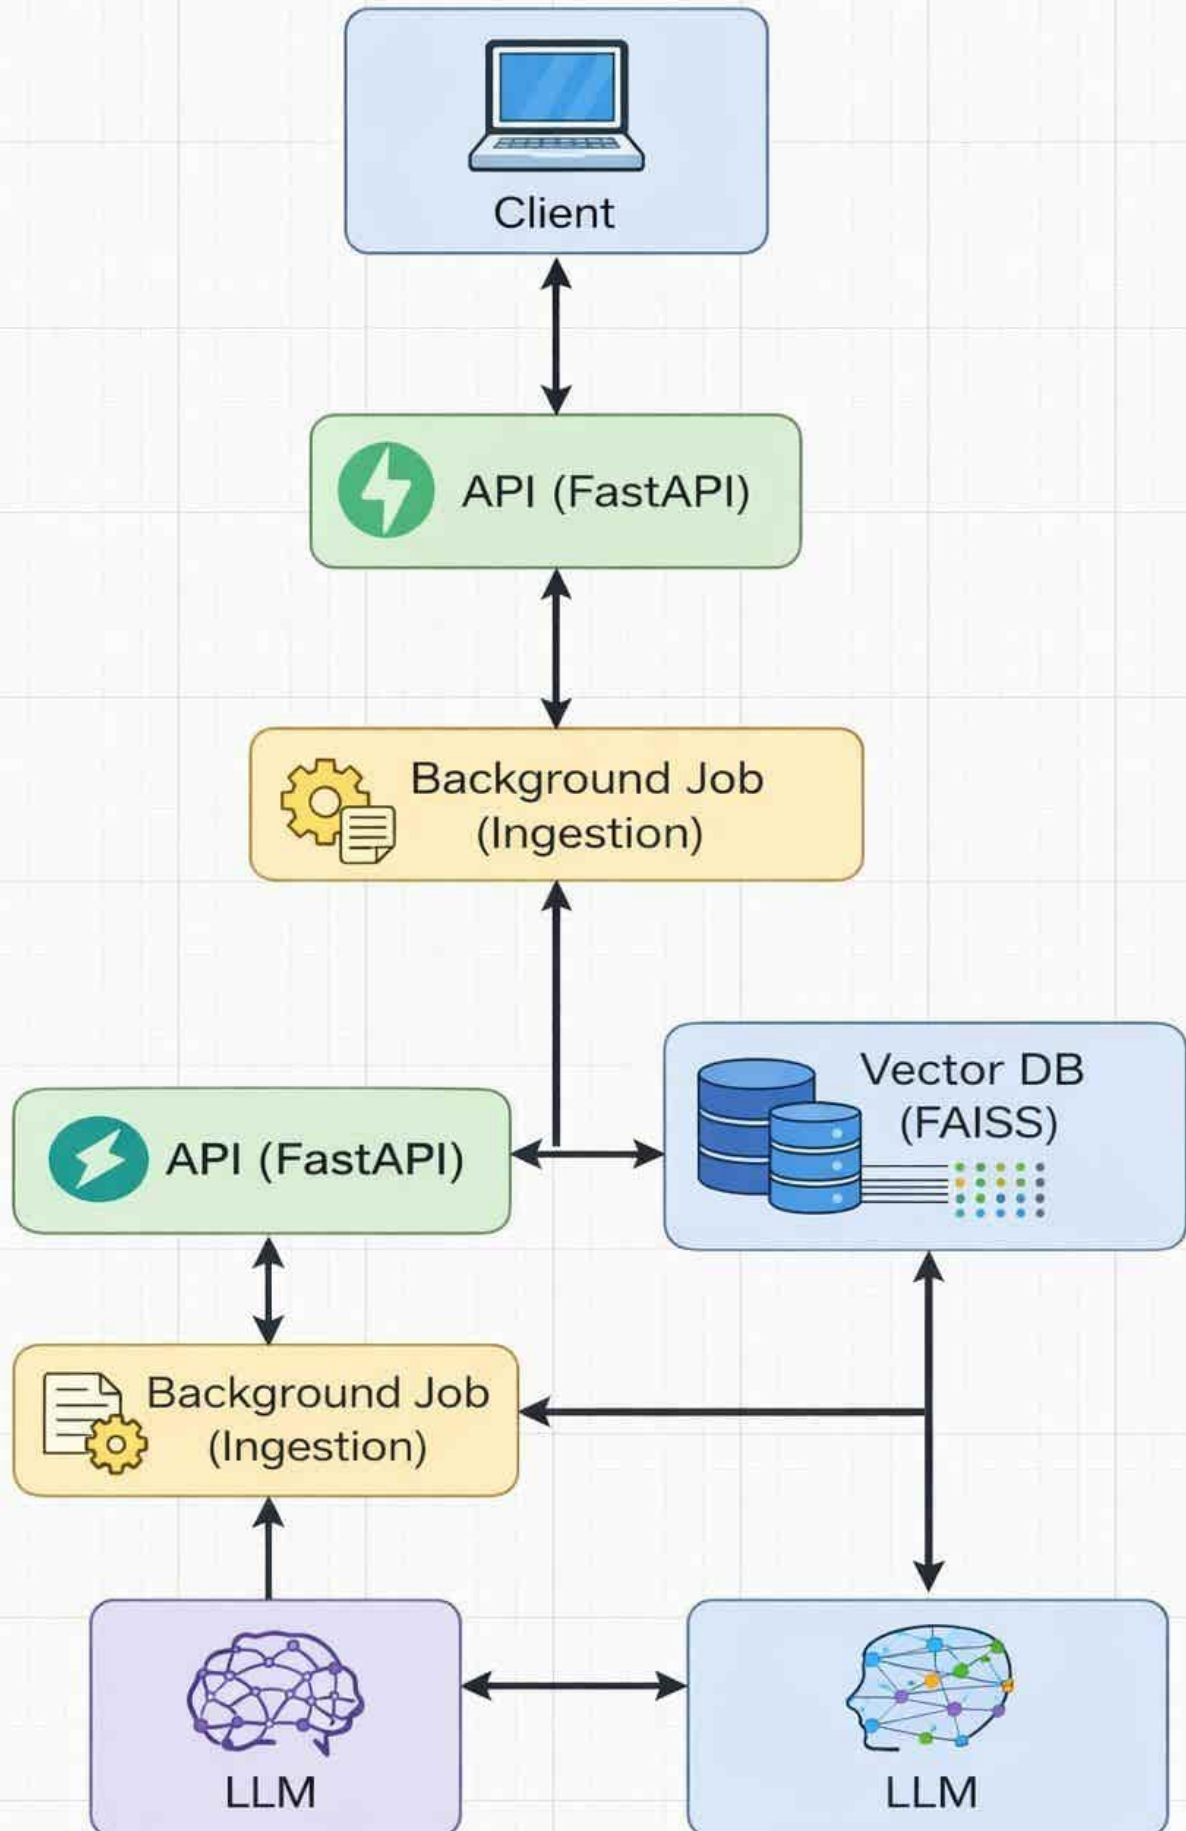 Client
API (FastAPI)
Background Job
(Ingestion)
Vector DB
(FAISS)
API (FastAPI)
Background Job
(Ingestion)
LLM
LLM